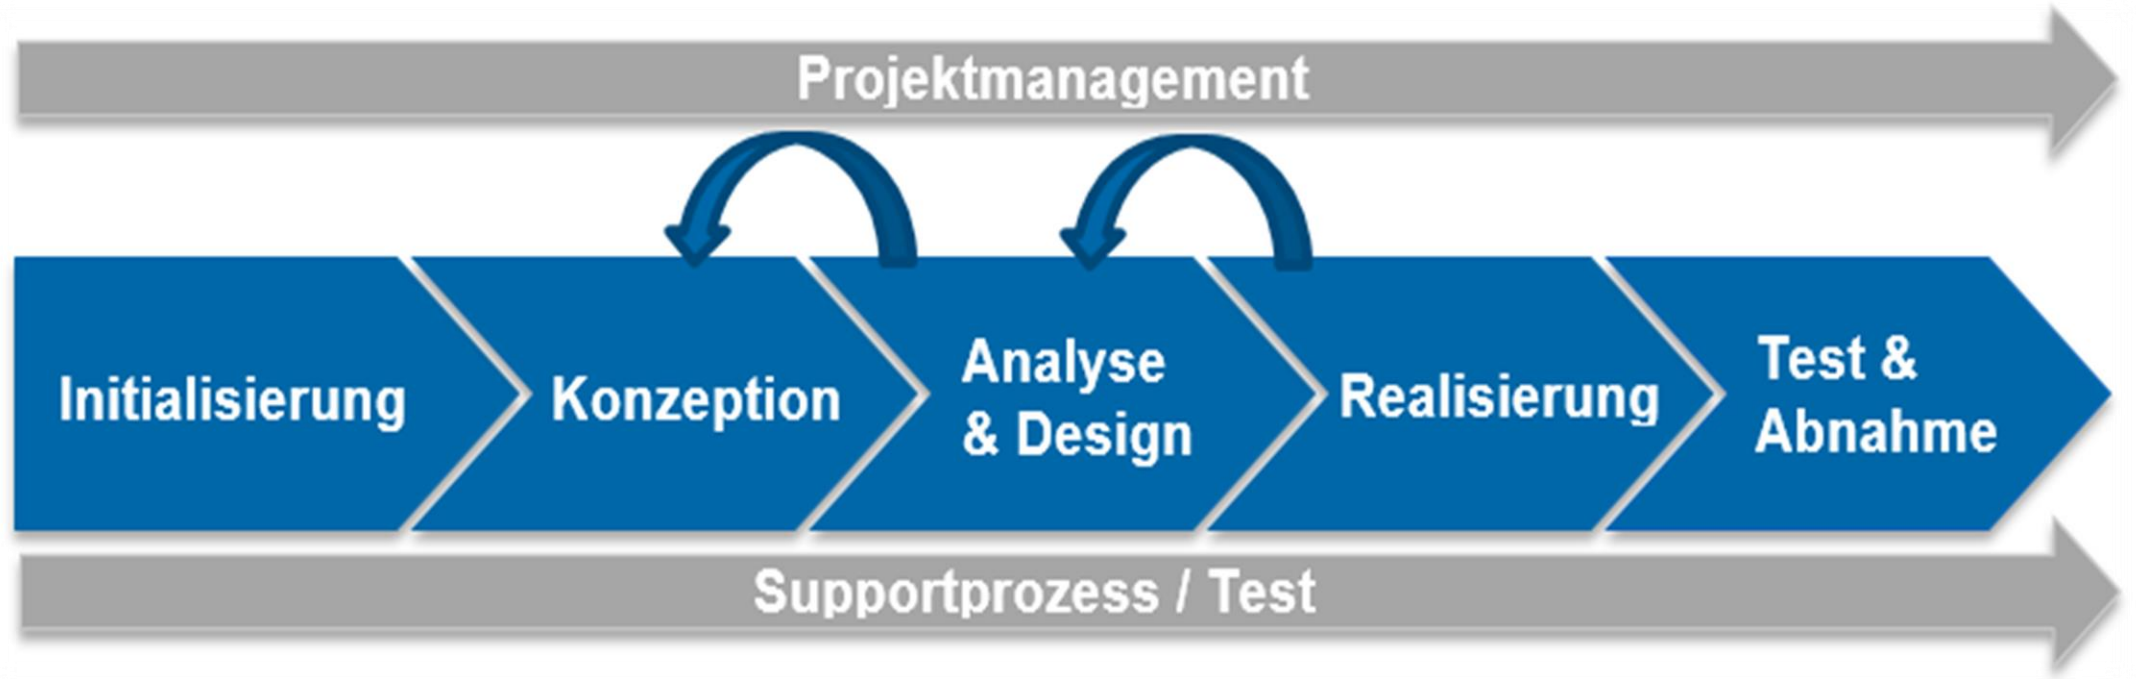 Projektmanagement
Initialisierung
Konzeption
Analyse
& Design
Realisierung
Test &
Abnahme
Supportprozess / Test